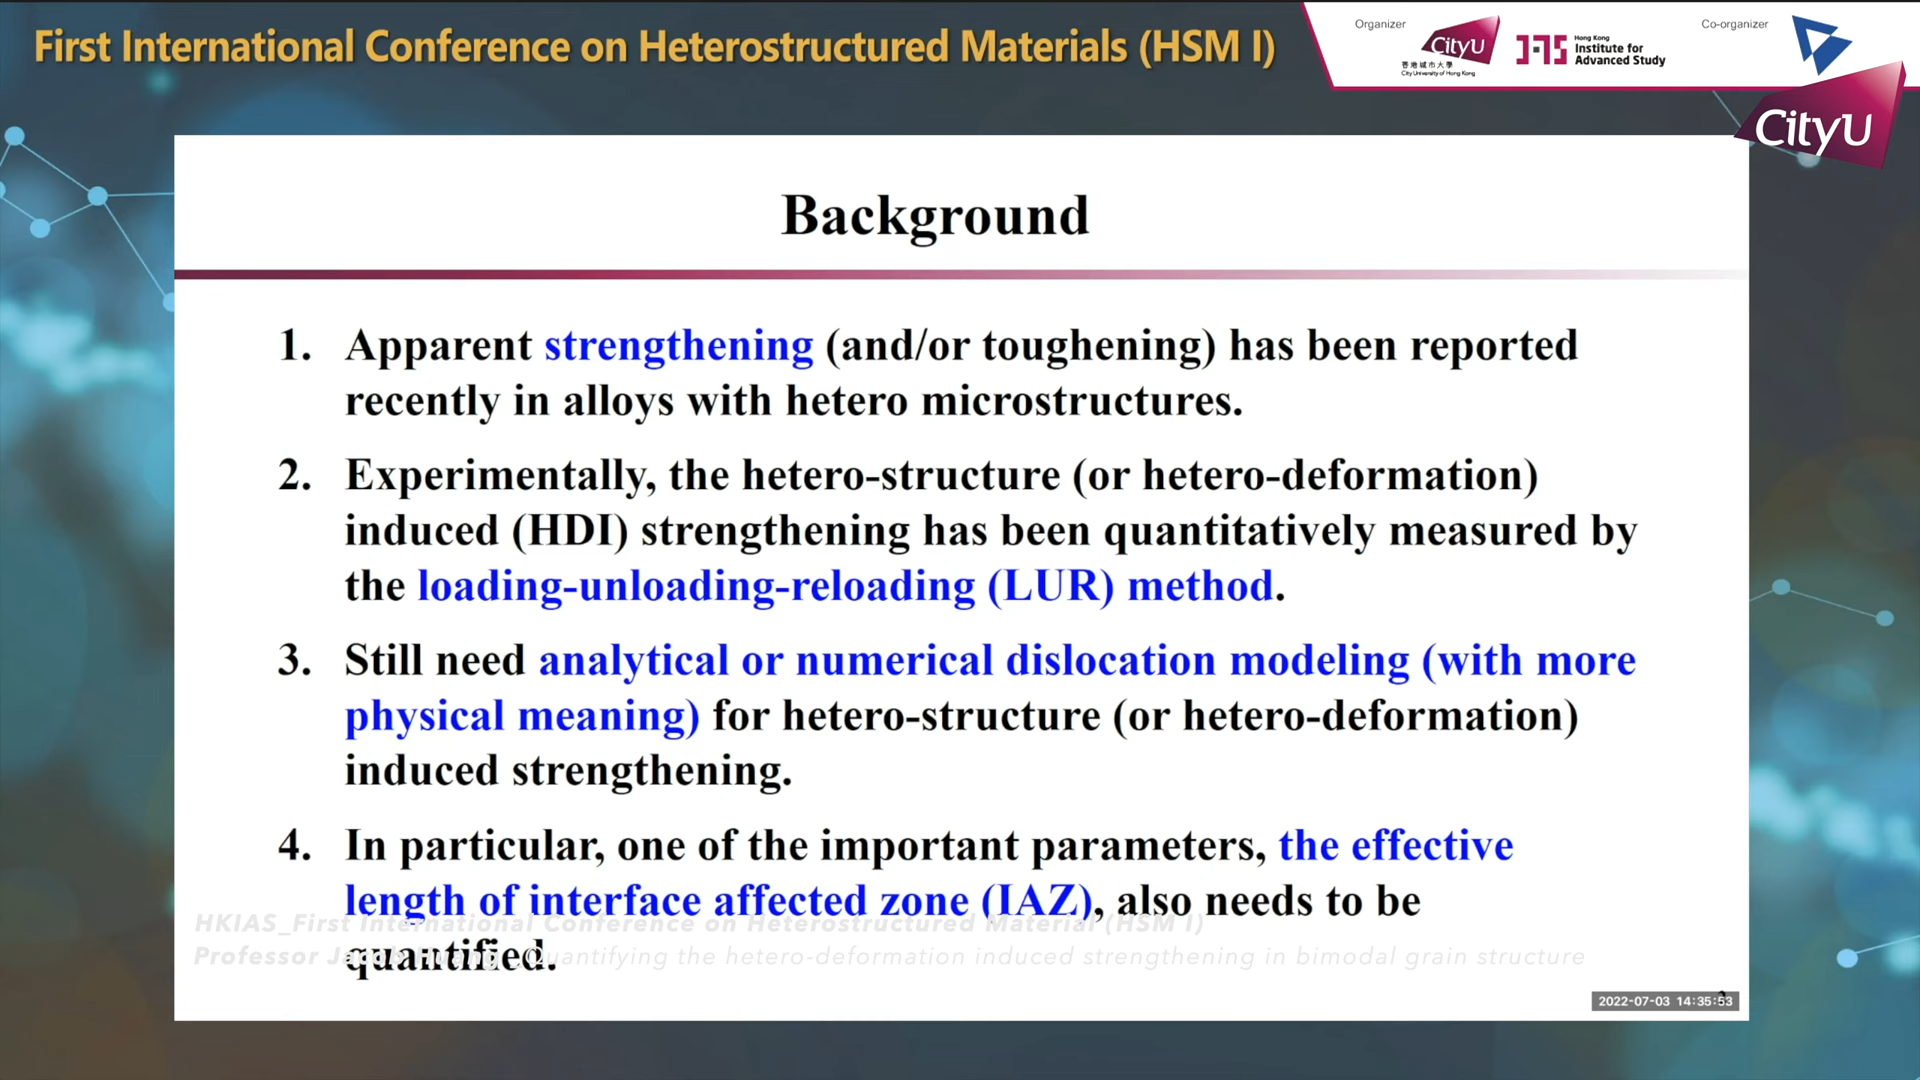 First International Conference on Heterostructured Materials (HSM I)
Organizer
CityU
香港城市大學
City University of Hong Kong
Hong Kong
Institute for
Advanced Study
Co-organizer
CityU
Background
1. Apparent strengthening (and/or toughening) has been reported
recently in alloys with hetero microstructures.
2. Experimentally, the hetero-structure (or hetero-deformation)
induced (HDI) strengthening has been quantitatively measured by
the loading-unloading-reloading (LUR) method.
3. Still need analytical or numerical dislocation modeling (with more
physical meaning) for hetero-structure (or hetero-deformation)
induced strengthening.
4. In particular, one of the important parameters, the effective
length of interface affected zone (IAZ), also needs to be
HKIAS_First International Conference on Heterostructured Material (HSM I)
quantified.
Professor Jacob Huang_Quantifying the hetero-deformation induced strengthening in bimodal grain structure
2022-07-03 14:35:53